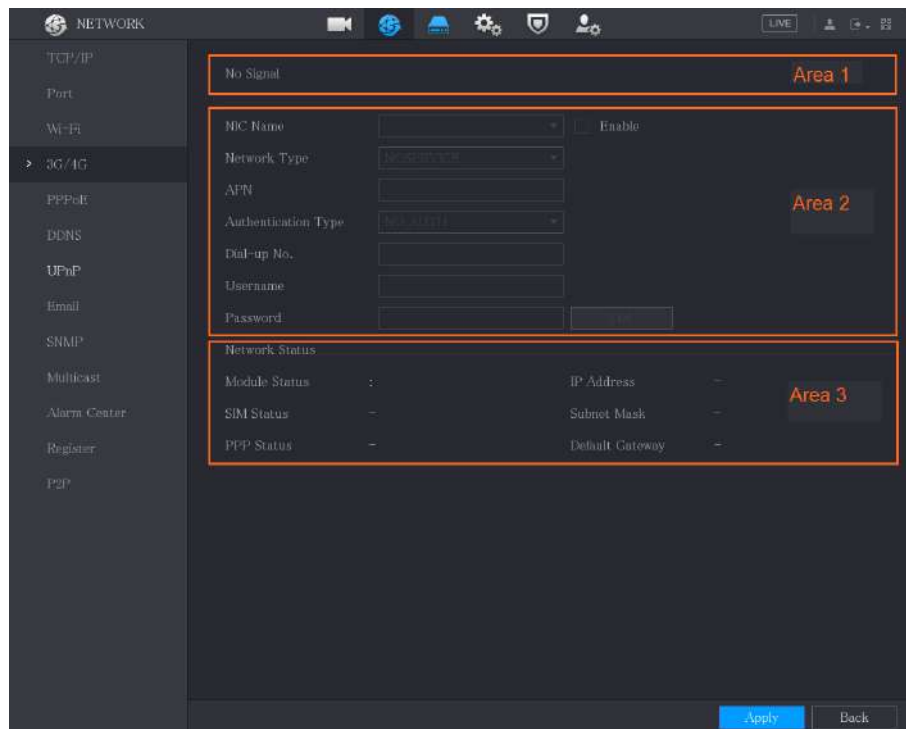 NETWORK
LIVE
TCP/IP
Port
Wi-Fi
3G/4G
PPPoE
DDNS
UPnP
Email
SNMP
Multicast
Alarm Center
Register
P2P
No Signal
Area 1
NIC Name
Enable
Network Type
APN
Area 2
Authentication Type
Dial-up No.
Username
Password
Network Status
Module Status : IP Address -
Area 3
SIM Status - Subnet Mask -
PPP Status - Default Gateway -
Apply Back